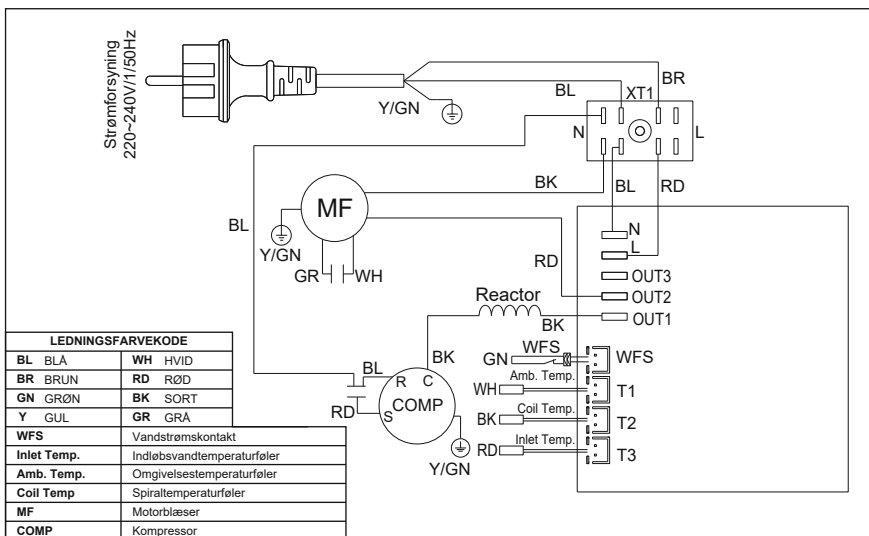 Strømforsyning
220~240V/1/50Hz
Y/GN
BL
BR
XT1
N
L
BK
BL
RD
MF
BL
Y/GN
GR
WH
RD
N
L
OUT3
OUT2
OUT1
Reactor
BK
BK
BL
R
C
S
COMP
RD
Y/GN
WFS
GN
WFS
Amb. Temp.
WH
T1
Coil Temp.
BK
T2
Inlet Temp.
RD
T3
LEDNINGSFARVEKODE
BL BLÅ WH HVID
BR BRUN RD RØD
GN GRØN BK SORT
Y GUL GR GRÅ
WFS Vandstrømskontakt
Inlet Temp. Indløbsvandtemperaturføler
Amb. Temp. Omgivelsestemperaturføler
Coil Temp Spiraltemperaturføler
MF Motorblæser
COMP Kompressor